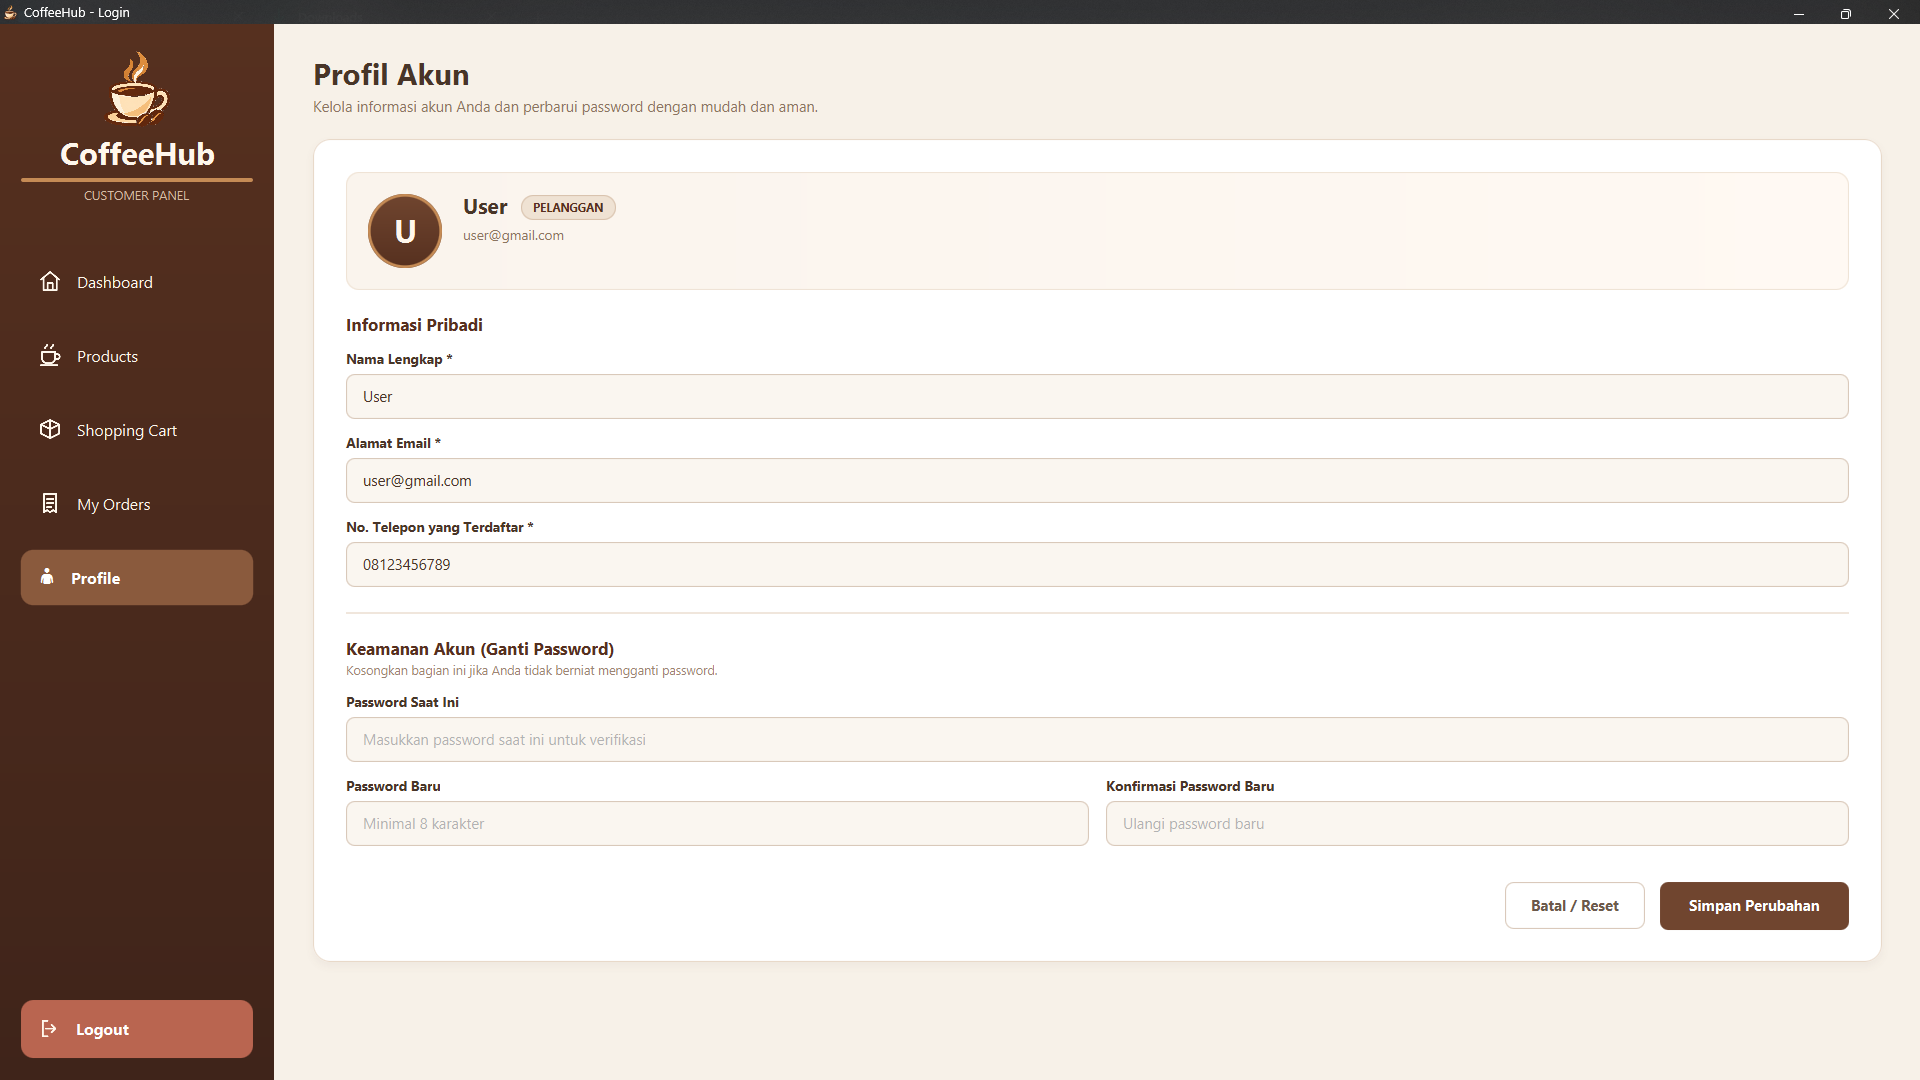 CoffeeHub - Login
CoffeeHub
CUSTOMER PANEL
Dashboard
Products
Shopping Cart
My Orders
Profile
Logout
Profil Akun
Kelola informasi akun Anda dan perbarui password dengan mudah dan aman.
U
User PELANGGAN
user@gmail.com
Informasi Pribadi
Nama Lengkap *
User
Alamat Email *
user@gmail.com
No. Telepon yang Terdaftar *
08123456789
Keamanan Akun (Ganti Password)
Kosongkan bagian ini jika Anda tidak berniat mengganti password.
Password Saat Ini
Masukkan password saat ini untuk verifikasi
Password Baru
Minimal 8 karakter
Konfirmasi Password Baru
Ulangi password baru
Batal / Reset
Simpan Perubahan